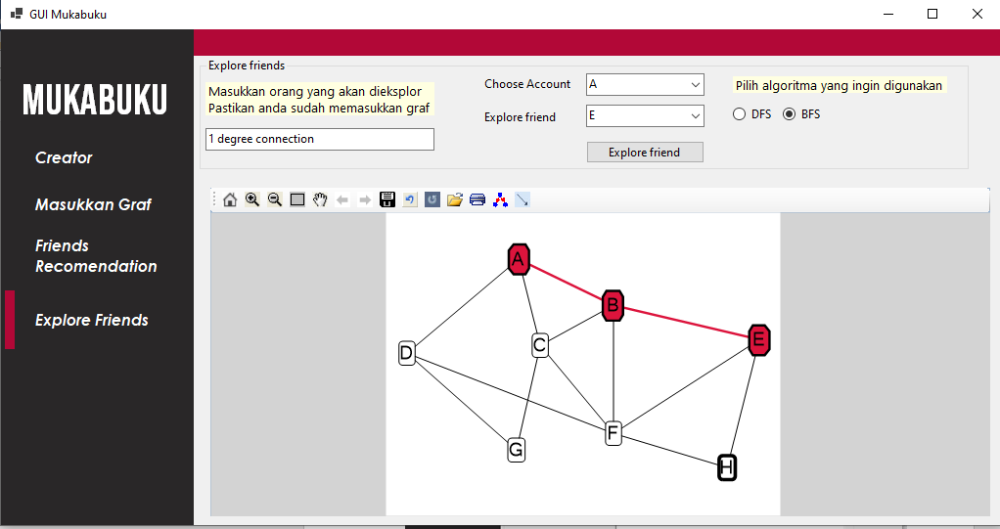 GUI Mukabuku
MUKABUKU
Creator
Masukkan Graf
Friends
Recomendation
Explore Friends
Explore friends
Masukkan orang yang akan dieksplor
Pastikan anda sudah memasukkan graf
1 degree connection
Choose Account
A
Explore friend
E
Explore friend
Pilih algoritma yang ingin digunakan
DFS
BFS
A
B
E
C
D
F
G
H